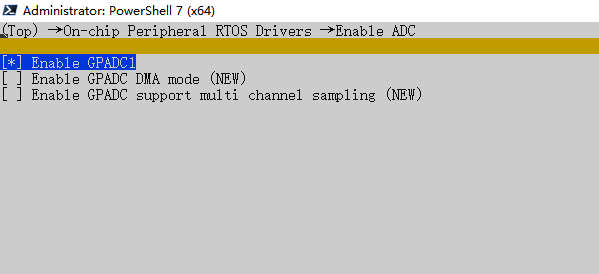 Administrator: PowerShell 7 (x64)
(Top) →On-chip Peripheral RTOS Drivers →Enable ADC
[*] Enable GPADC1
[ ] Enable GPADC DMA mode (NEW)
[ ] Enable GPADC support multi channel sampling (NEW)